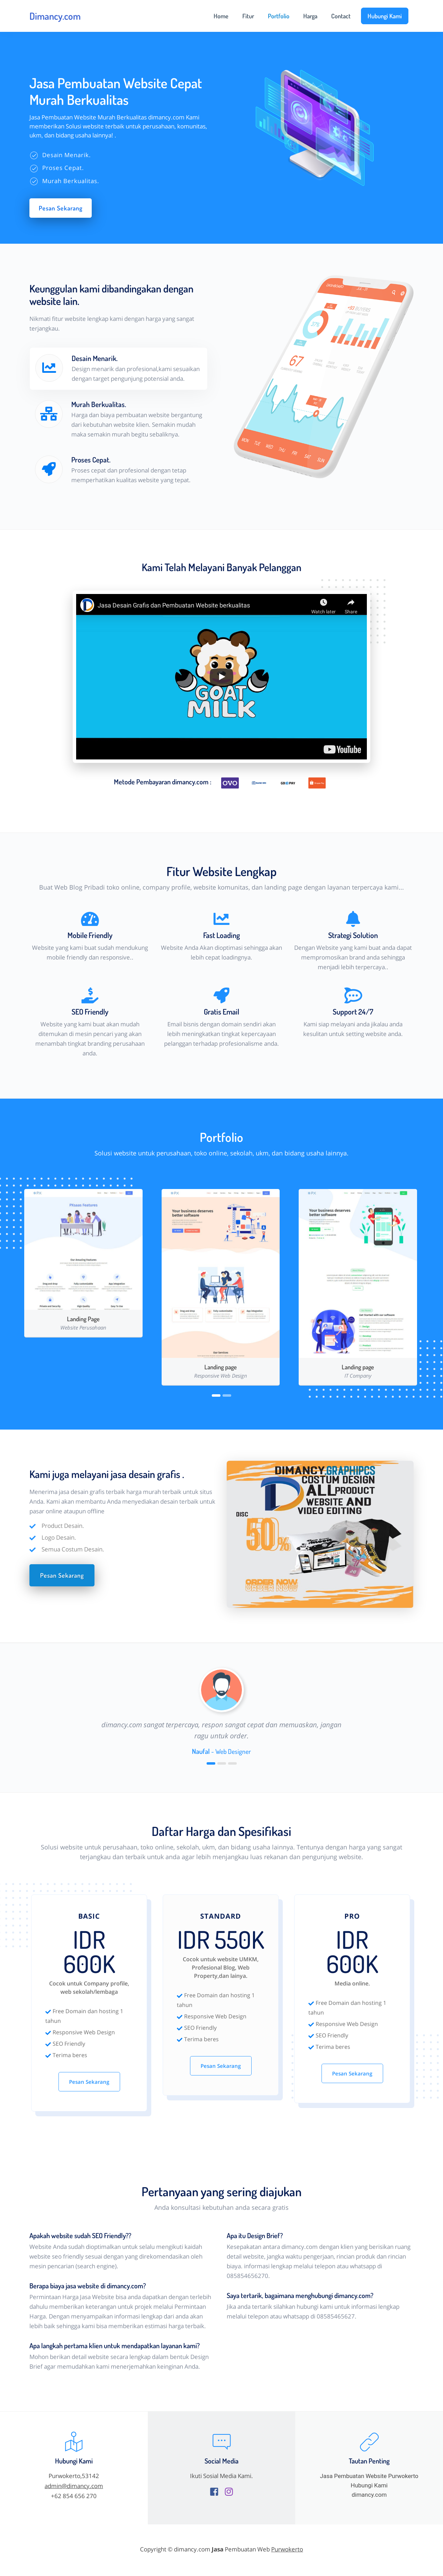 Dimancy.com
Home Fitur Portfolio Harga Contact Hubungi Kami
Jasa Pembuatan Website Cepat
Murah Berkualitas
Jasa Pembuatan Website Murah Berkualitas dimancy.com Kami
memberikan Solusi website terbaik untuk perusahaan, komunitas,
ukm, dan bidang usaha lainnya! .
Desain Menarik.
Proses Cepat.
Murah Berkualitas.
Pesan Sekarang
Keunggulan kami dibandingakan dengan
website lain.
Nikmati fitur website lengkap kami dengan harga yang sangat
terjangkau.
Desain Menarik.
Design menarik dan profesional,kami sesuaikan
dengan target pengunjung potensial anda.
Murah Berkualitas.
Harga dan biaya pembuatan website bergantung
dari kebutuhan website klien. Semakin mudah
maka semakin murah begitu sebaliknya.
Proses Cepat.
Proses cepat dan profesional dengan tetap
memperhatikan kualitas website yang tepat.
67
Kami Telah Melayani Banyak Pelanggan
Jasa Desain Grafis dan Pembuatan Website berkualitas
Watch later Share
GOAT
MILK
YouTube
Metode Pembayaran dimancy.com :
OVO
Fitur Website Lengkap
Buat Web Blog Pribadi toko online, company profile, website komunitas, dan landing page dengan layanan terpercaya kami...
Mobile Friendly
Website yang kami buat sudah mendukung
mobile friendly dan responsive..
Fast Loading
Website Anda Akan dioptimasi sehingga akan
lebih cepat loadingnya.
Strategi Solution
Dengan Website yang kami buat anda dapat
mempromosikan brand anda sehingga
menjadi lebih terpercaya..
SEO Friendly
Website yang kami buat akan mudah
ditemukan di mesin pencari yang akan
menambah tingkat branding perusahaan
anda.
Gratis Email
Email bisnis dengan domain sendiri akan
lebih meningkatkan tingkat kepercayaan
pelanggan terhadap profesionalisme anda.
Support 24/7
Kami siap melayani anda jikalau anda
kesulitan untuk setting website anda.
Portfolio
Solusi website untuk perusahaan, toko online, sekolah, ukm, dan bidang usaha lainnya.
Please Features
Landing Page
Website Perusahaan
Your business deserves
better software
Landing page
Responsive Web Design
Your business deserves
better software
Landing page
IT Company
Kami juga melayani jasa desain grafis .
Menerima jasa desain grafis terbaik harga murah terbaik untuk situs
Anda. Kami akan membantu Anda menyediakan desain terbaik untuk
pasar online ataupun offline
Product Desain.
Logo Desain.
Semua Costum Desain.
Pesan Sekarang
DIMANCY.GRAPHIPCS
COSTUM DESIGN
ALL PRODUCT
WEBSITE AND
VIDEO EDITING
DISC
50%
ORDER NOW
ORDER NOW
dimancy.com sangat terpercaya, respon sangat cepat dan memuaskan, jangan
ragu untuk order.
Naufal - Web Designer
Daftar Harga dan Spesifikasi
Solusi website untuk perusahaan, toko online, sekolah, ukm, dan bidang usaha lainnya. Tentunya dengan harga yang sangat
terjangkau dan terbaik untuk anda agar lebih menjangkau luas rekanan dan pengunjung website.
BASIC
IDR
600K
Cocok untuk Company profile,
web sekolah/lembaga
Free Domain dan hosting 1
tahun
Responsive Web Design
SEO Friendly
Terima beres
Pesan Sekarang
STANDARD
IDR 550K
Cocok untuk website UMKM,
Profesional Blog, Web
Property,dan lainya.
Free Domain dan hosting 1
tahun
Responsive Web Design
SEO Friendly
Terima beres
Pesan Sekarang
PRO
IDR
600K
Media online.
Free Domain dan hosting 1
tahun
Responsive Web Design
SEO Friendly
Terima beres
Pesan Sekarang
Pertanyaan yang sering diajukan
Anda konsultasi kebutuhan anda secara gratis
Apakah website sudah SEO Friendly??
Website Anda sudah dioptimalkan untuk selalu mengikuti kaidah
website seo friendly sesuai dengan yang direkomendasikan oleh
mesin pencarian (search engine).
Berapa biaya jasa website di dimancy.com?
Permintaan Harga Jasa Website bisa anda dapatkan dengan terlebih
dahulu memberikan keterangan untuk projek melalui Permintaan
Harga. Dengan menyampaikan informasi lengkap dari anda akan
lebih baik sehingga kami bisa memberikan estimasi harga terbaik.
Apa langkah pertama klien untuk mendapatkan layanan kami?
Mohon berikan detail website secara lengkap dalam bentuk Design
Brief agar memudahkan kami menerjemahkan keinginan Anda.
Apa itu Design Brief?
Kesepakatan antara dimancy.com dengan klien yang berisikan ruang
detail website, jangka waktu pengerjaan, rincian produk dan rincian
biaya. informasi lengkap melalui telepon atau whatsapp di
085854656270.
Saya tertarik, bagaimana menghubungi dimancy.com?
Jika anda tertarik silahkan hubungi kami untuk informasi lengkap
melalui telepon atau whatsapp di 08585465627.
Hubungi Kami
Purwokerto,53142
admin@dimancy.com
+62 854 656 270
Social Media
Ikuti Sosial Media Kami.
Tautan Penting
Jasa Pembuatan Website Purwokerto
Hubungi Kami
dimancy.com
Copyright © dimancy.com Jasa Pembuatan Web Purwokerto